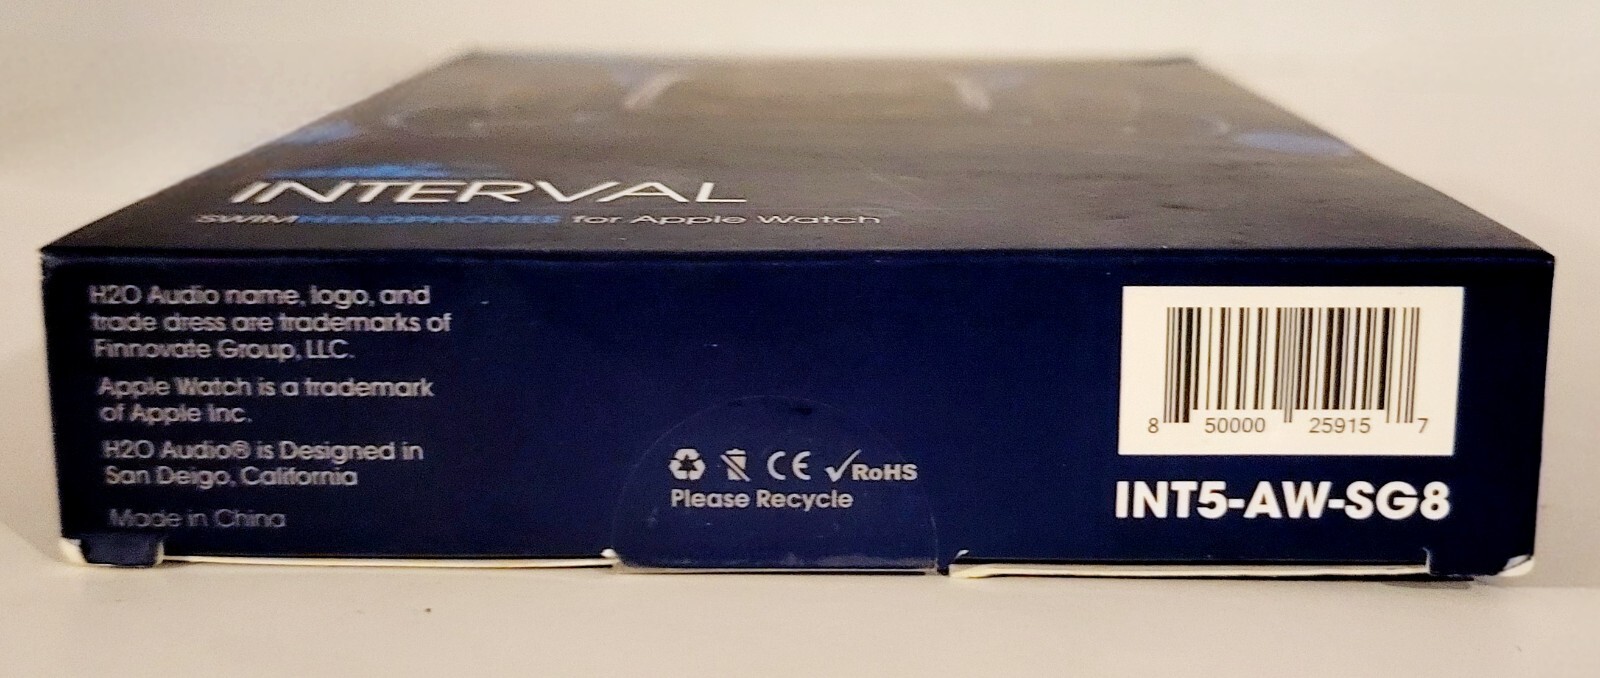 INTERVAL
SWIMHEADPHONES for Apple Watch
H2O Audio name, logo, and
trade dress are trademarks of
Finnovate Group, LLC.
Apple Watch is a trademark
of Apple Inc.
H2O Audio® is Designed in
San Deigo, California
Made in China
CE ✓RoHS
Please Recycle
8 50000 25915 7
INT5-AW-SG8